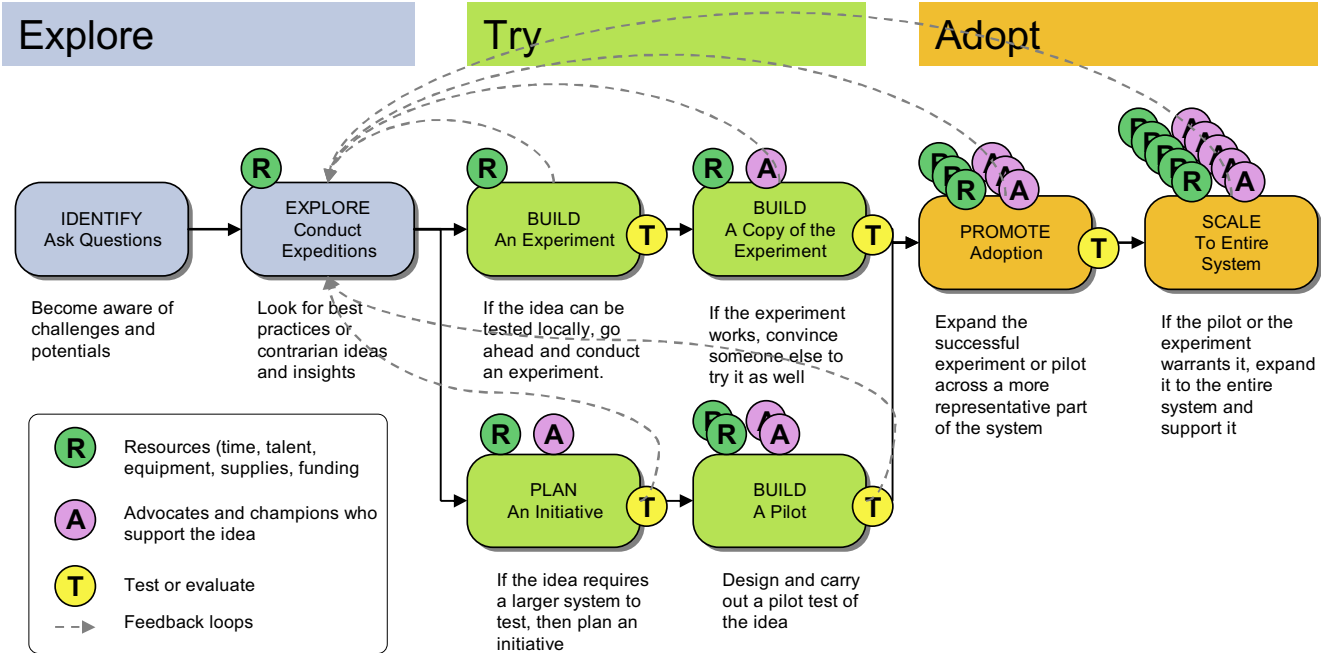 Explore
Try
Adopt
R
R
R
A
R
R
R
A
A
A
R
R
R
R
R
A
A
A
A
A
IDENTIFY
Ask Questions
EXPLORE
Conduct
Expeditions
BUILD
An Experiment
T
BUILD
A Copy of the
Experiment
T
PROMOTE
Adoption
T
SCALE
To Entire
System
Become aware of
challenges and
potentials
Look for best
practices or
contrarian ideas
and insights
If the idea can be
tested locally, go
ahead and conduct
an experiment.
If the experiment
works, convince
someone else to
try it as well
Expand the
successful
experiment or pilot
across a more
representative part
of the system
If the pilot or the
experiment
warrants it, expand
it to the entire
system and
support it
R
A
R
R
A
A
PLAN
An Initiative
T
BUILD
A Pilot
T
If the idea requires
a larger system to
test, then plan an
initiative
Design and carry
out a pilot test of
the idea
R
Resources (time, talent,
equipment, supplies, funding
A
Advocates and champions who
support the idea
T
Test or evaluate
Feedback loops